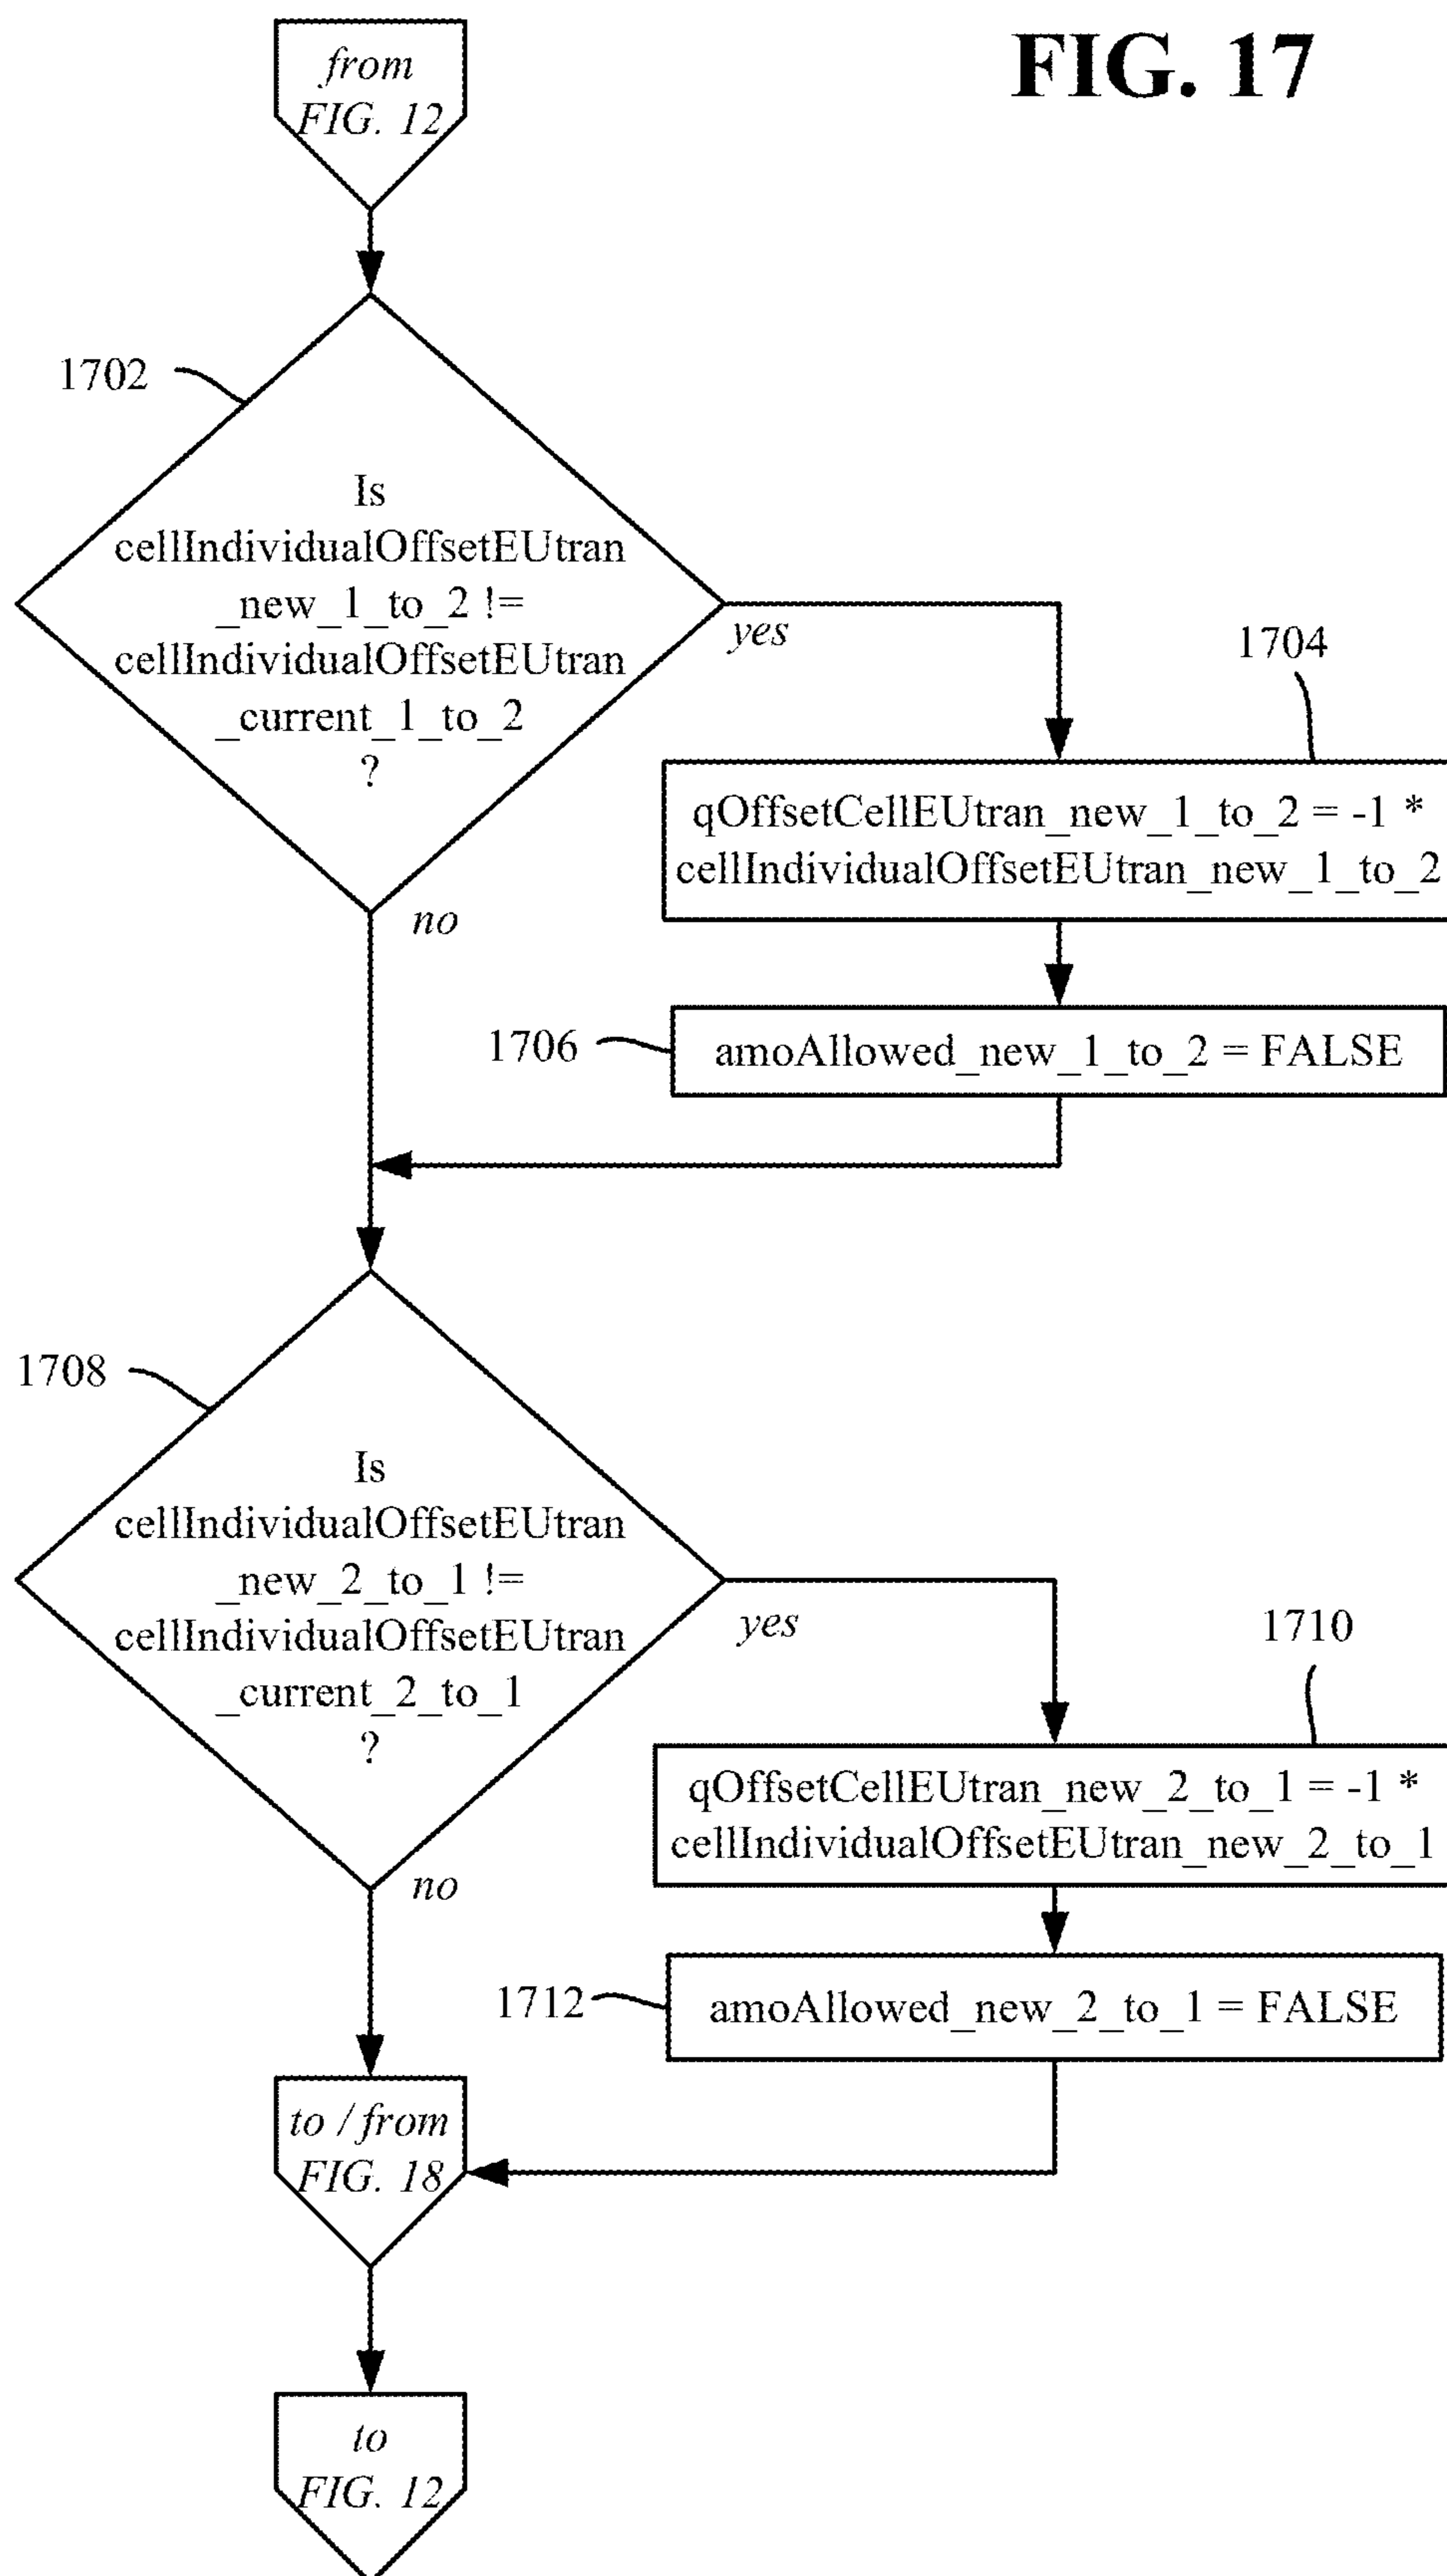 FIG. 17
from
FIG. 12
1702
Is
cellIndividualOffsetEUtran
_new_1_to_2 !=
cellIndividualOffsetEUtran
_current_1_to_2
?
yes
no
1704
qOffsetCellEUtran_new_1_to_2 = -1 *
cellIndividualOffsetEUtran_new_1_to_2
1706
amoAllowed_new_1_to_2 = FALSE
1708
Is
cellIndividualOffsetEUtran
_new_2_to_1 !=
cellIndividualOffsetEUtran
_current_2_to_1
?
yes
no
1710
qOffsetCellEUtran_new_2_to_1 = -1 *
cellIndividualOffsetEUtran_new_2_to_1
1712
amoAllowed_new_2_to_1 = FALSE
to / from
FIG. 18
to
FIG. 12